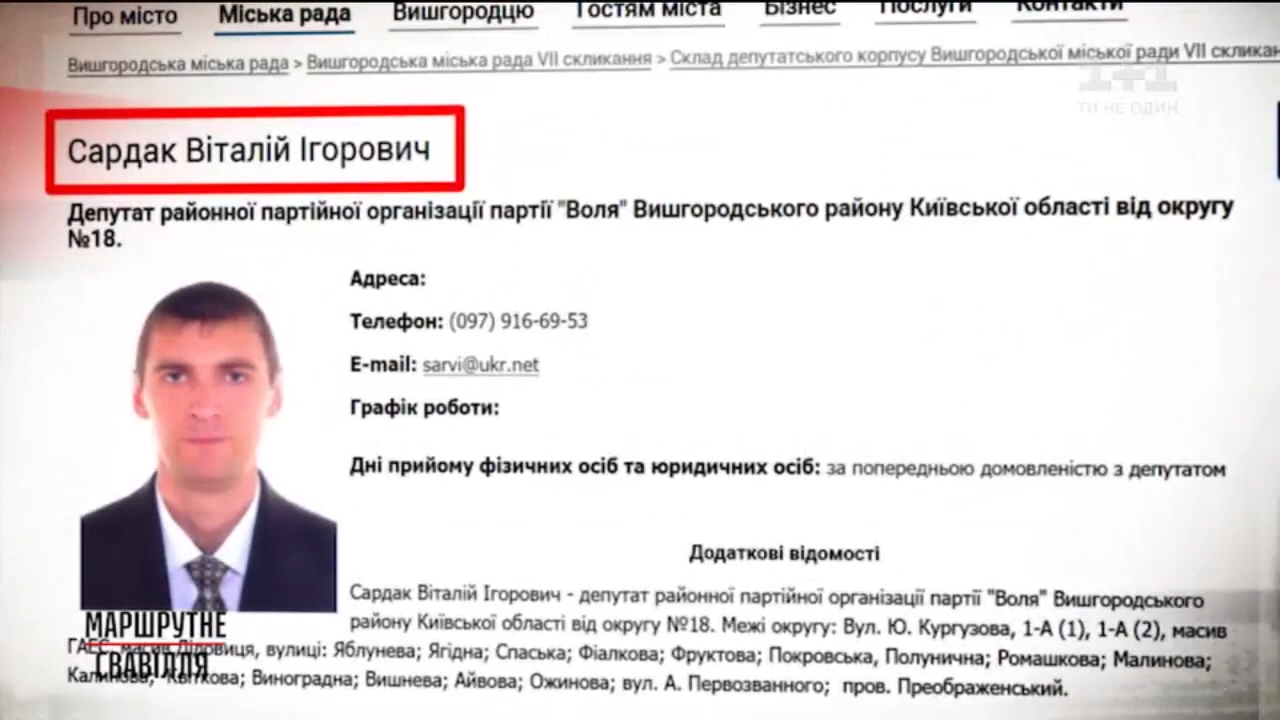 Про місто Міська рада Вишгородцю Гостям міста Бізнес Послуги Контакти
Вишгородська міська рада > Вишгородська міська рада VII скликання > Склад депутатського корпусу Вишгородської міської ради VII скликан
1+1
ТИ НЕ ОДИН
Сардак Віталій Ігорович
Депутат районної партійної організації партії "Воля" Вишгородського району Київської області від округу
№18.
Адреса:
Телефон: (097) 916-69-53
E-mail: sarvi@ukr.net
Графік роботи:
Дні прийому фізичних осіб та юридичних осіб: за попередньою домовленістю з депутатом
Додаткові відомості
Сардак Віталій Ігорович - депутат районної партійної організації партії "Воля" Вишгородського
району Київської області від округу №18. Межі округу: Вул. Ю. Кургузова, 1-А (1), 1-А (2), масив
ГАЕС, масив Дідовиця, вулиці: Яблунева; Ягідна; Спаська; Фіалкова; Фруктова; Покровська, Полунична; Ромашкова; Малинова;
Калинова; Квіткова; Виноградна; Вишнева; Айвова; Ожинова; вул. А. Первозванного; пров. Преображенський.
МАРШРУТНЕ
СВАВІЛЛЯ